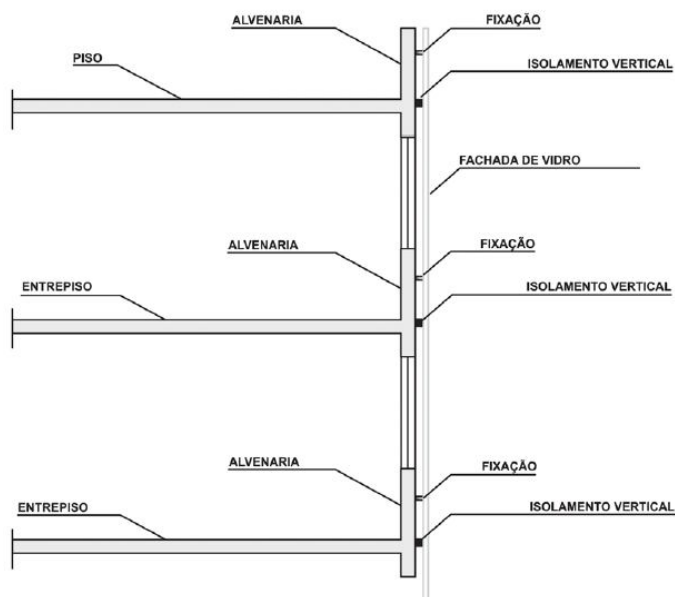 ALVENARIA
FIXAÇÃO
PISO
ISOLAMENTO VERTICAL
FACHADA DE VIDRO
ALVENARIA
FIXAÇÃO
ENTREPISO
ISOLAMENTO VERTICAL
ALVENARIA
FIXAÇÃO
ENTREPISO
ISOLAMENTO VERTICAL